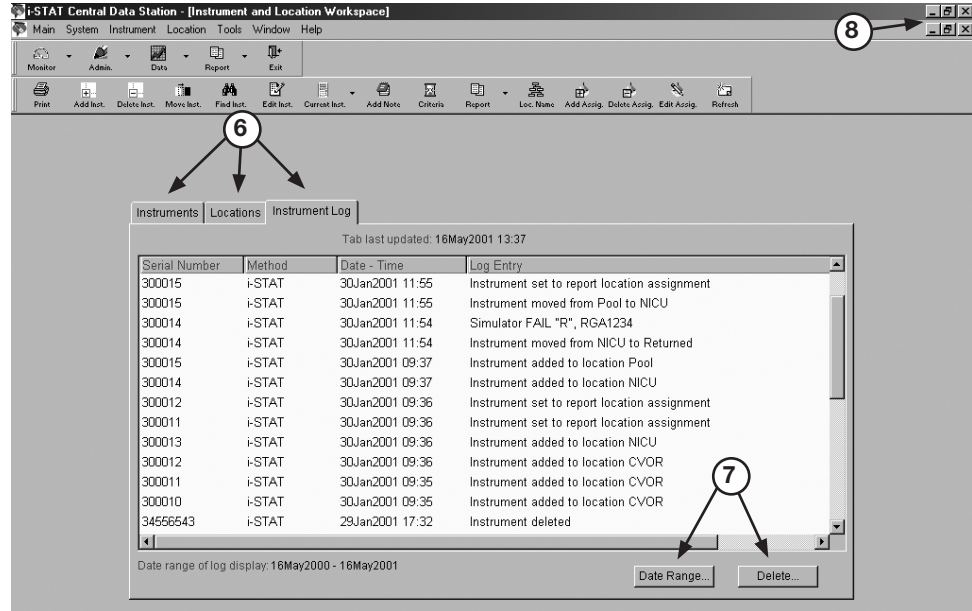 i-STAT Central Data Station - [Instrument and Location Workspace]
Main System Instrument Location Tools Window Help
8
Monitor Admin. Data Report Exit
Print Add Inst. Delete Inst. Move Inst. Find Inst. Edit Inst. Current Inst. Add Note Criteria Report Loc. Name Add Assig. Delete Assig. Edit Assig. Refresh
6
Instruments Locations Instrument Log
Tab last updated: 16May2001 13:37
Serial Number Method Date - Time Log Entry
300015 i-STAT 30Jan2001 11:55 Instrument set to report location assignment
300015 i-STAT 30Jan2001 11:55 Instrument moved from Pool to NICU
300014 i-STAT 30Jan2001 11:54 Simulator FAIL "R", RGA1234
300014 i-STAT 30Jan2001 11:54 Instrument moved from NICU to Returned
300015 i-STAT 30Jan2001 09:37 Instrument added to location Pool
300014 i-STAT 30Jan2001 09:37 Instrument added to location NICU
300012 i-STAT 30Jan2001 09:36 Instrument set to report location assignment
300011 i-STAT 30Jan2001 09:36 Instrument set to report location assignment
300013 i-STAT 30Jan2001 09:36 Instrument added to location NICU
300012 i-STAT 30Jan2001 09:36 Instrument added to location CVOR
300011 i-STAT 30Jan2001 09:35 Instrument added to location CVOR
300010 i-STAT 30Jan2001 09:35 Instrument added to location CVOR
34556543 i-STAT 29Jan2001 17:32 Instrument deleted
7
Date range of log display: 16May2000 - 16May2001
Date Range... Delete...